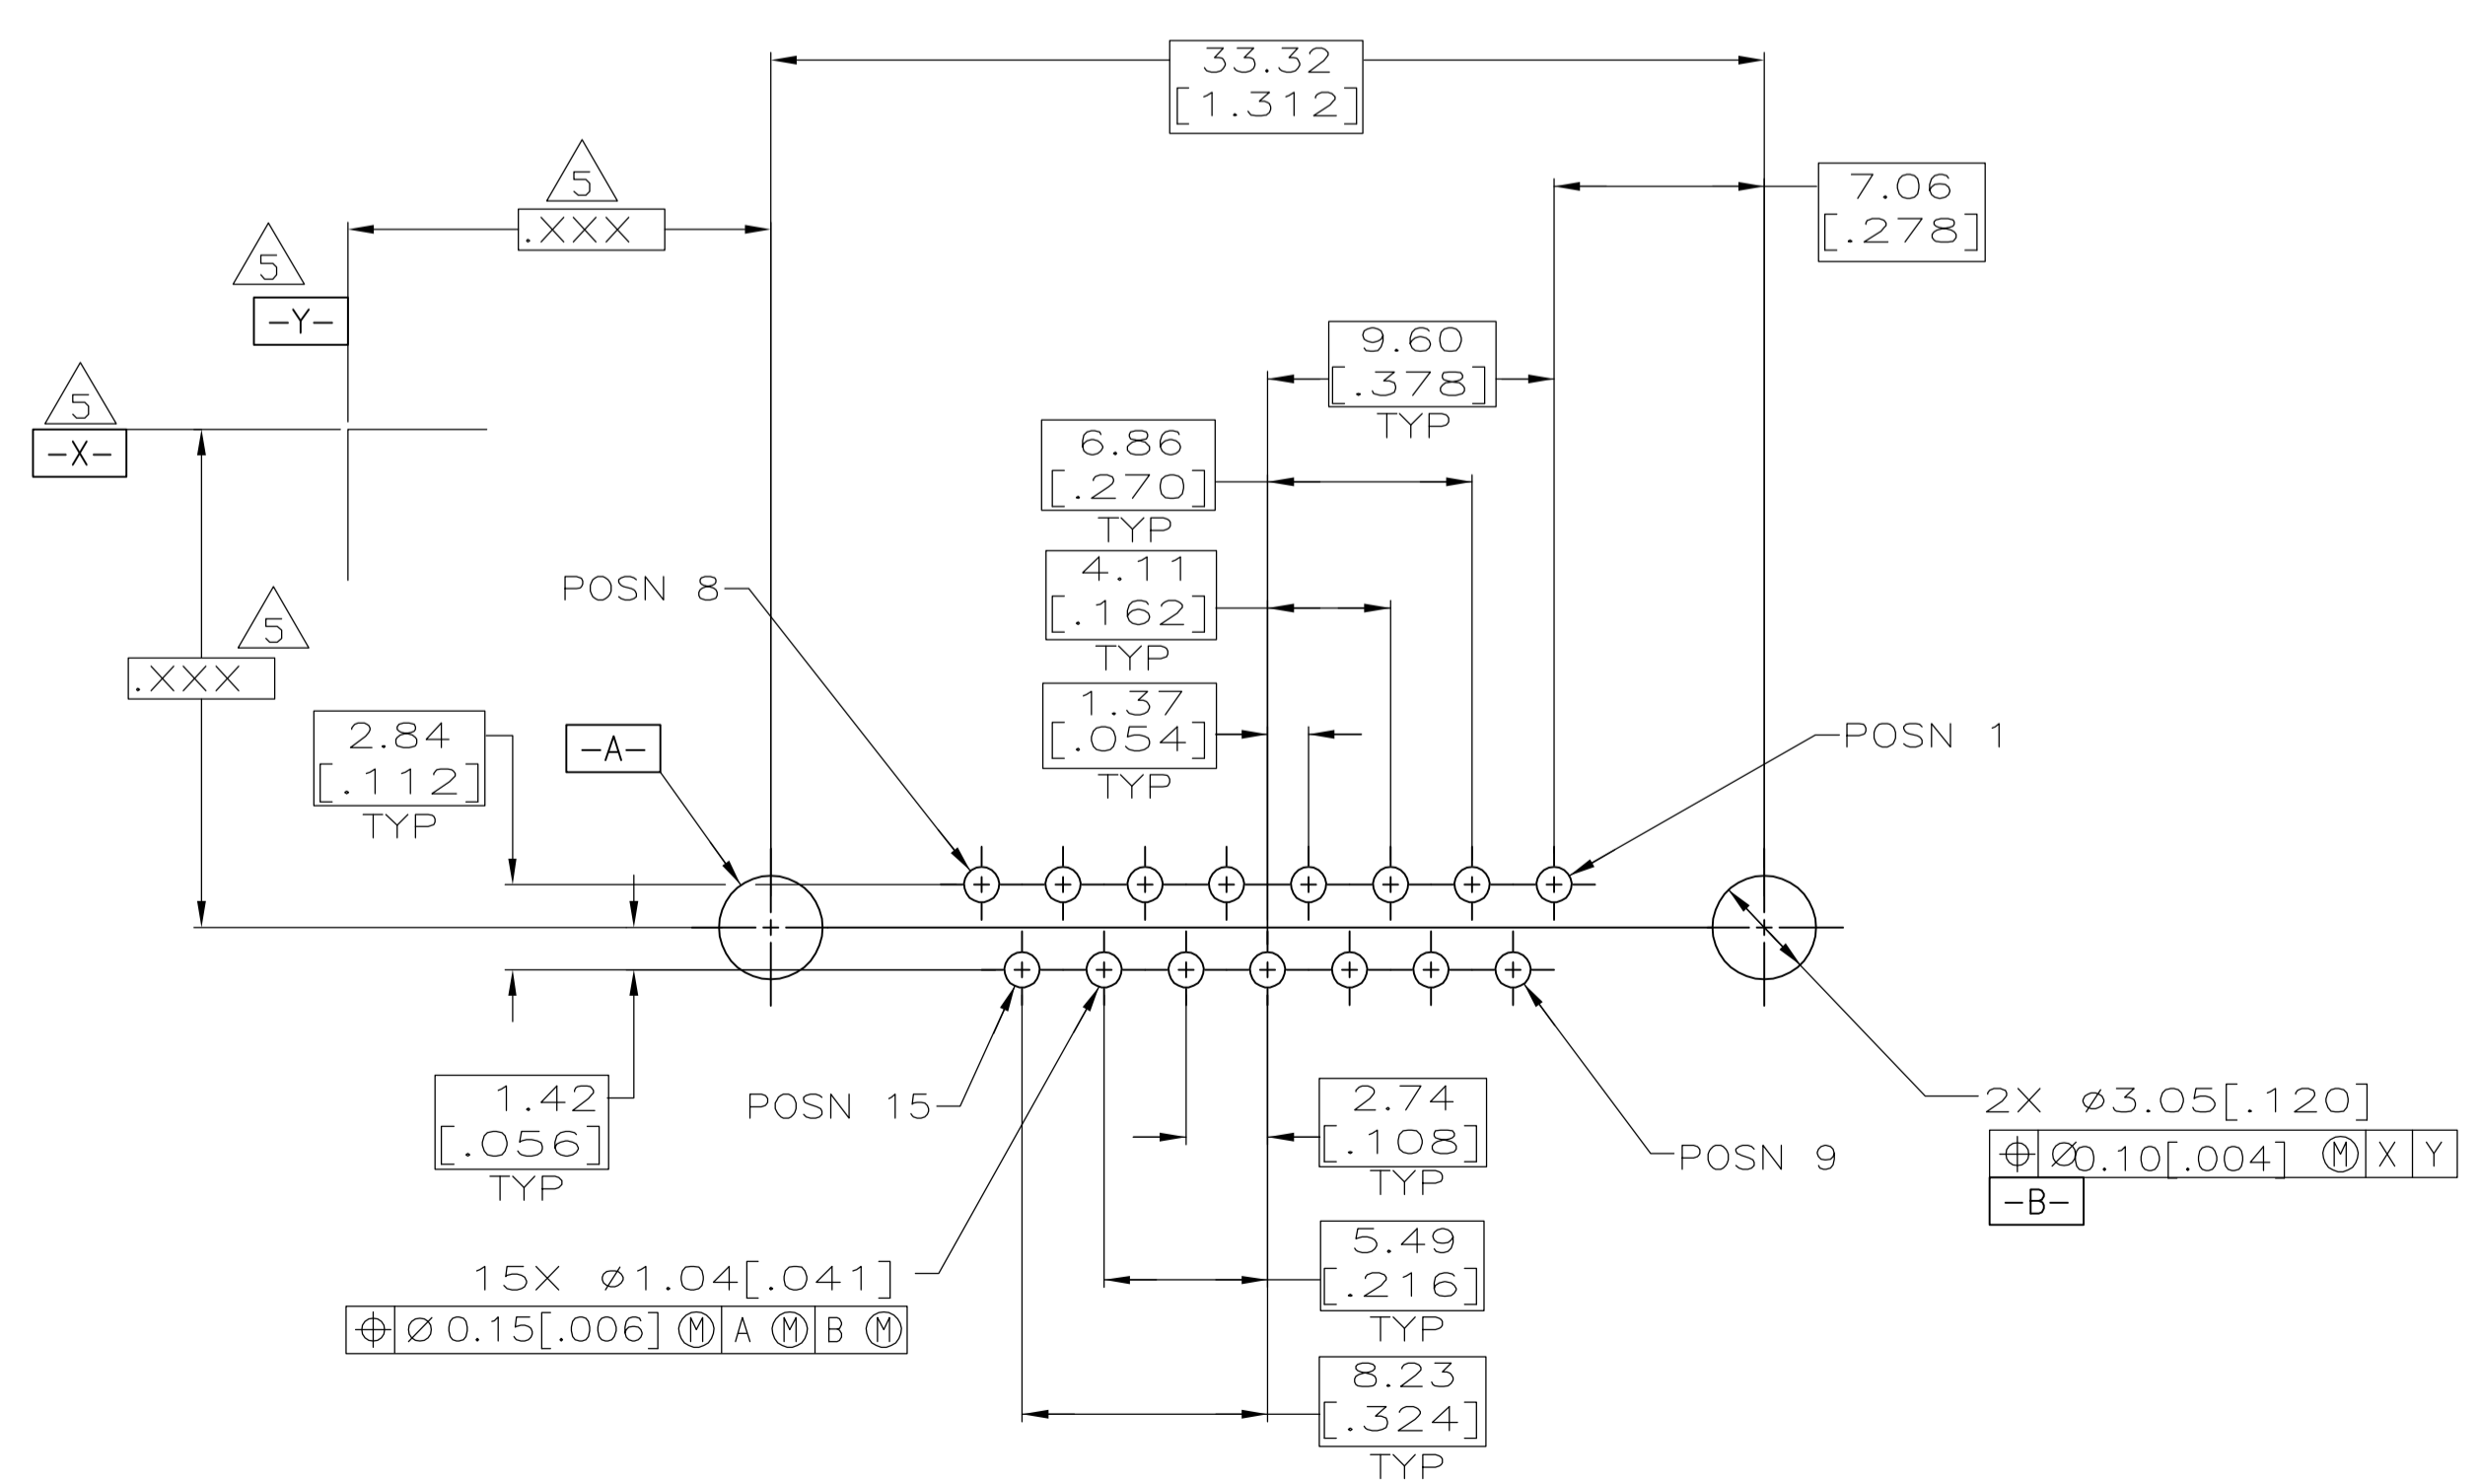 33.32
[1.312]
5
.XXX
7.06
[.278]
5
-Y-
9.60
[.378]
TYP
5
-X-
6.86
[.270]
TYP
4.11
[.162]
TYP
POSN 8
5
.XXX
1.37
[.054]
TYP
2.84
[.112]
TYP
-A-
POSN 1
1.42
[.056]
TYP
POSN 15
2.74
[.108]
TYP
POSN 9
2X ⌀3.05[.120]
⌖ ⌀0.10[.004] Ⓜ X Y
-B-
5.49
[.216]
TYP
15X ⌀1.04[.041]
⌖ ⌀0.15[.006]Ⓜ A Ⓜ B Ⓜ
8.23
[.324]
TYP